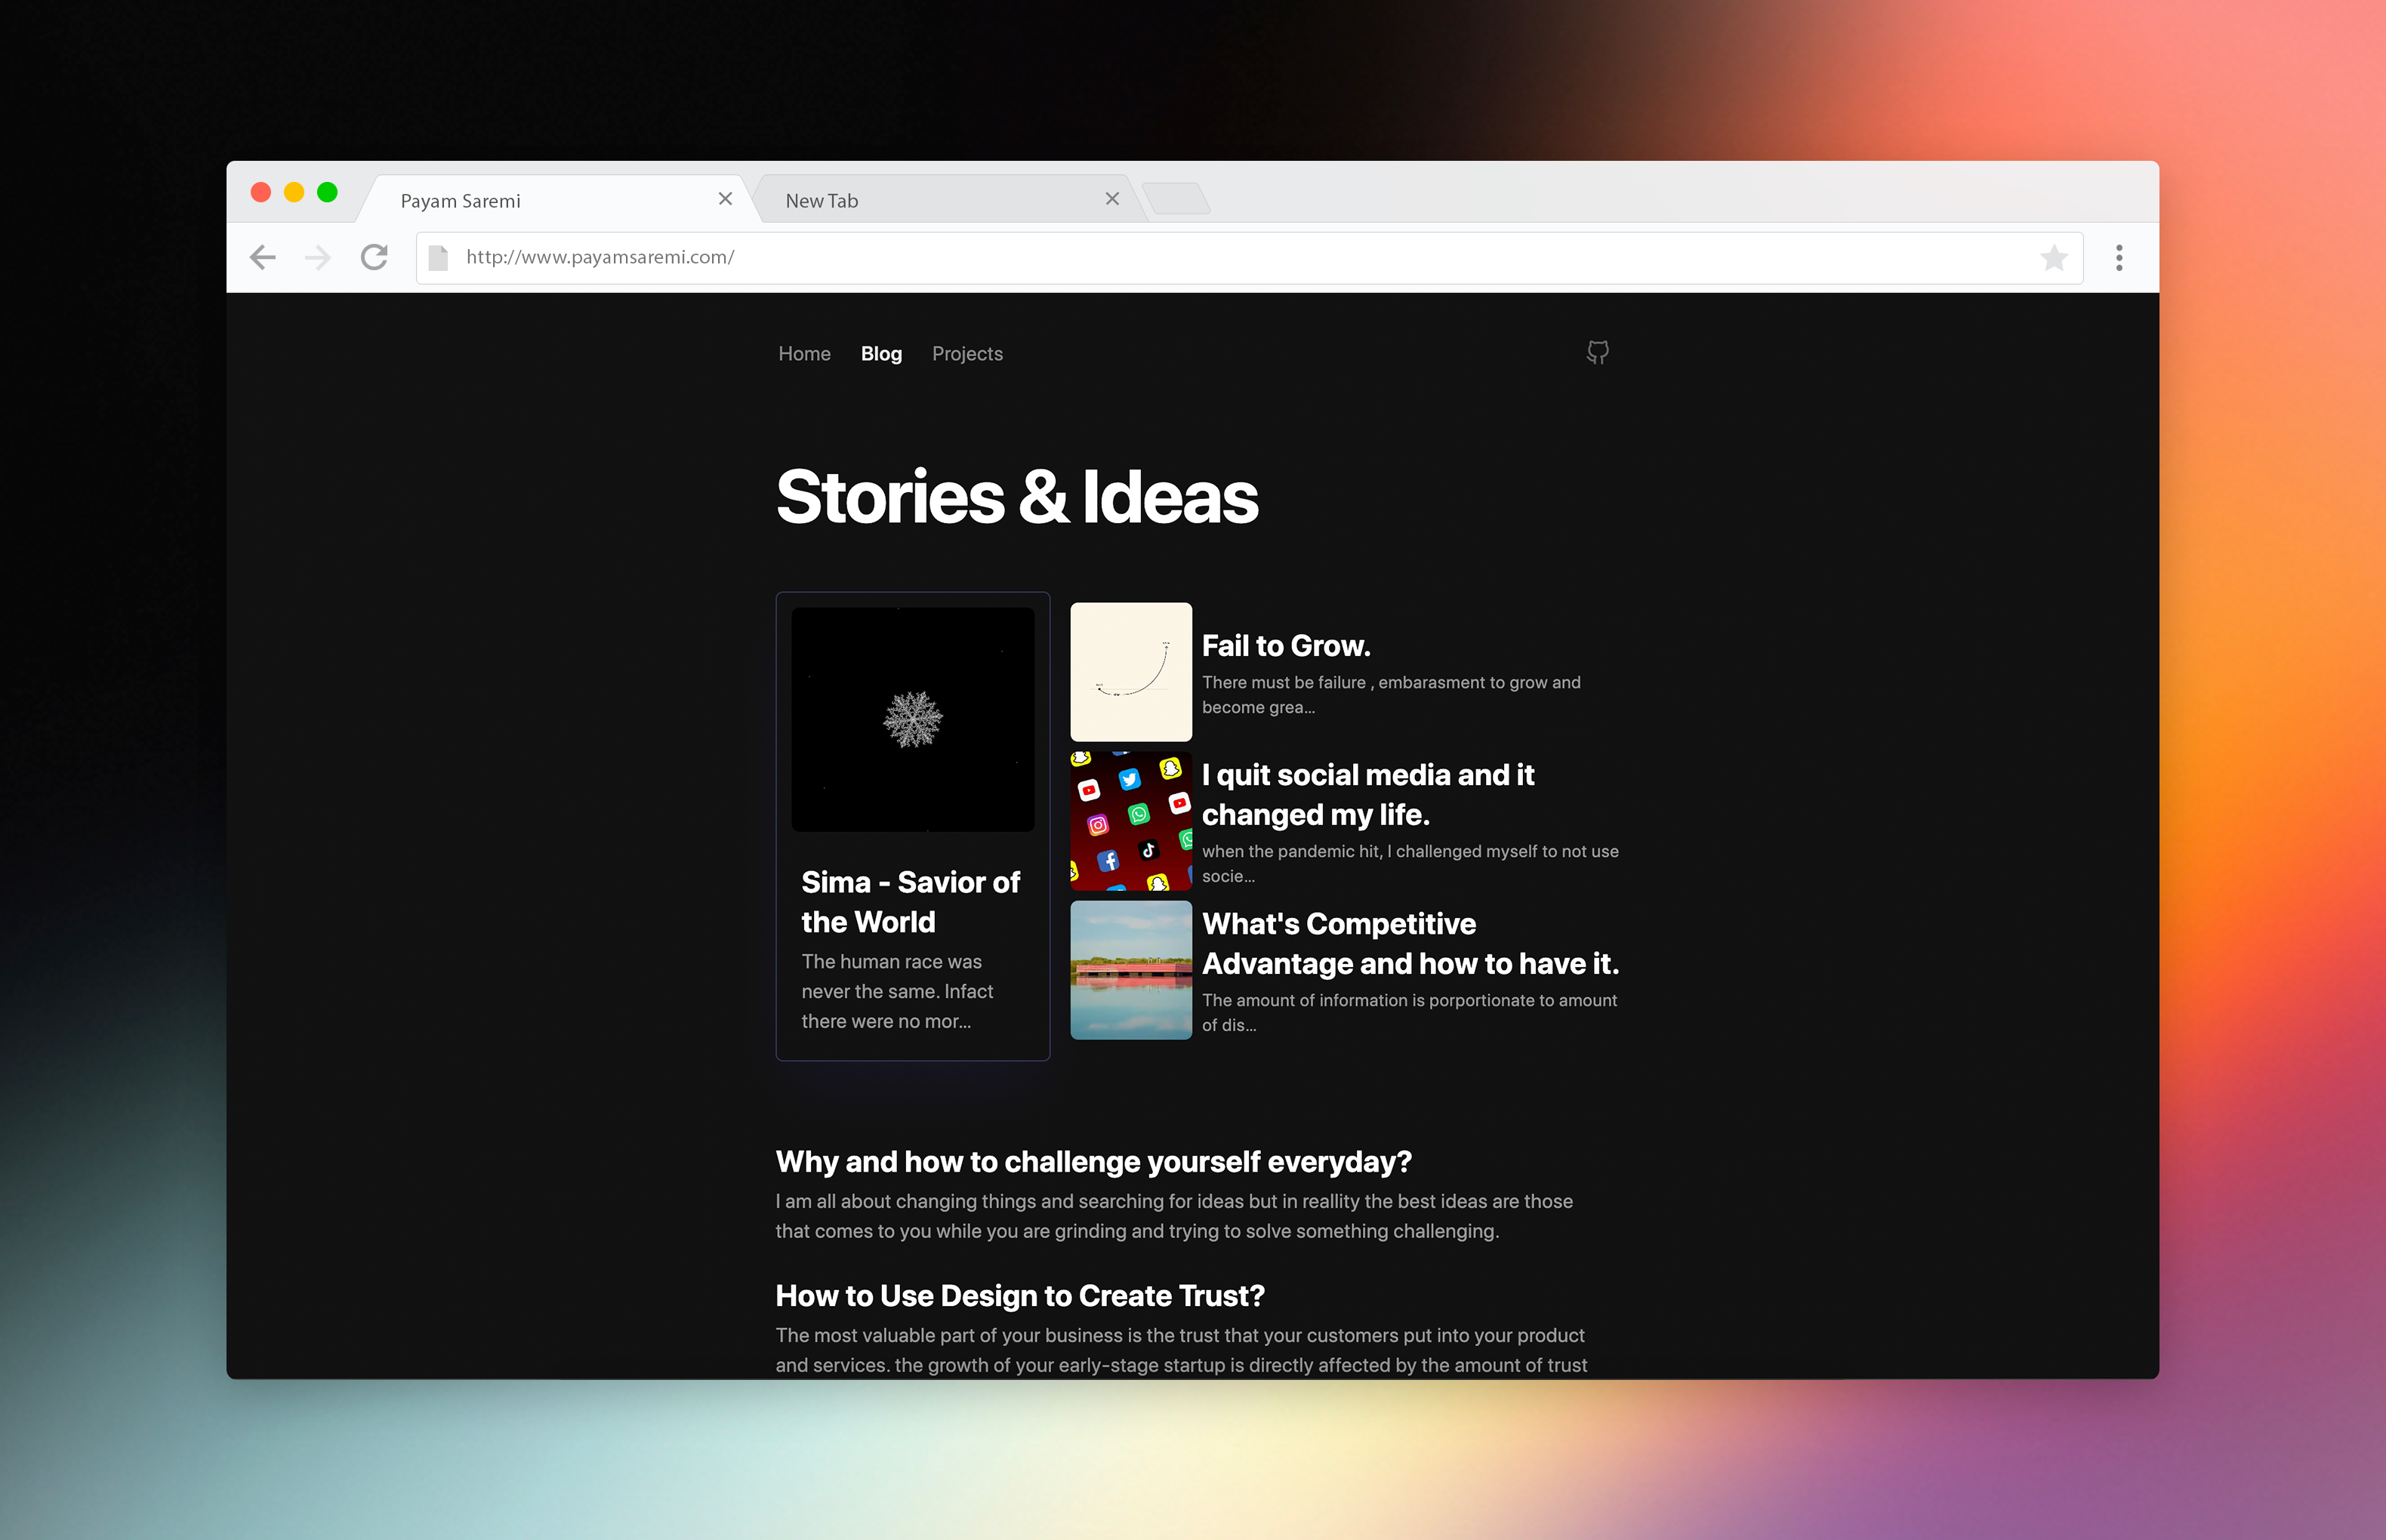 Payam Saremi
New Tab
http://www.payamsaremi.com/
Home Blog Projects
Stories & Ideas
Sima - Savior of
the World
The human race was
never the same. Infact
there were no mor...
Fail to Grow.
There must be failure , embarasment to grow and
become grea...
I quit social media and it
changed my life.
when the pandemic hit, I challenged myself to not use
socie...
What's Competitive
Advantage and how to have it.
The amount of information is porportionate to amount
of dis...
Why and how to challenge yourself everyday?
I am all about changing things and searching for ideas but in reallity the best ideas are those
that comes to you while you are grinding and trying to solve something challenging.
How to Use Design to Create Trust?
The most valuable part of your business is the trust that your customers put into your product
and services. the growth of your early-stage startup is directly affected by the amount of trust